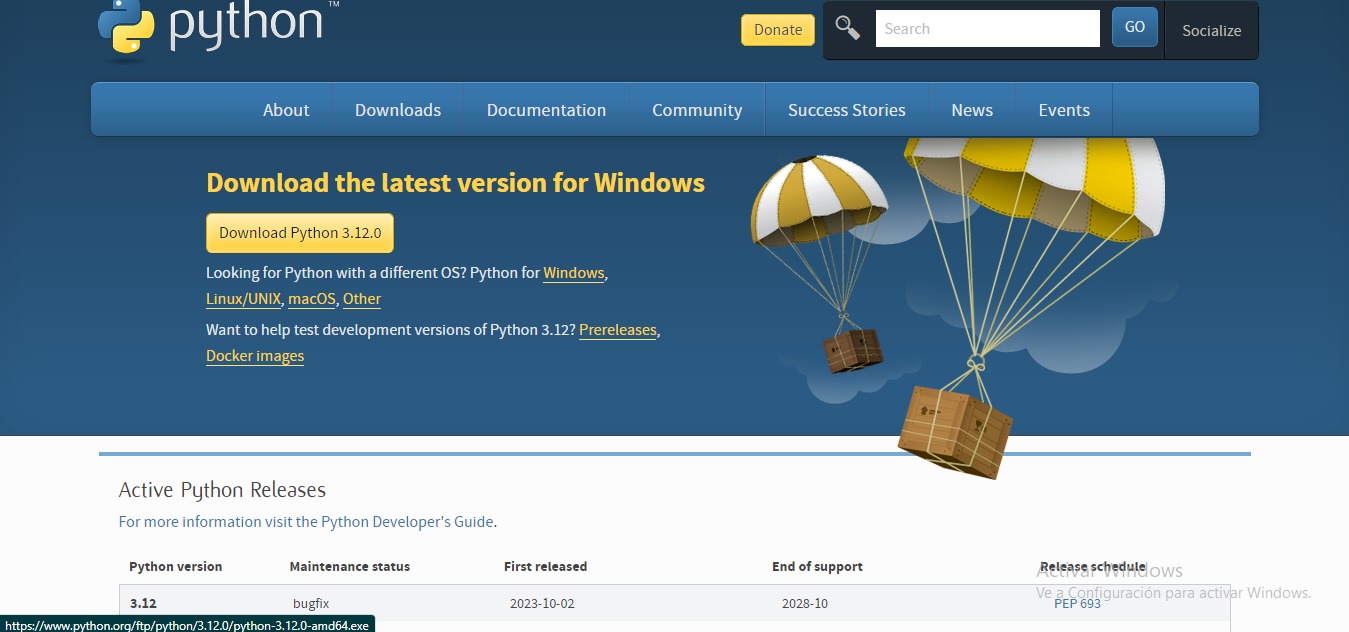 python™
Donate
Search
GO
Socialize
About Downloads Documentation Community Success Stories News Events
Download the latest version for Windows
Download Python 3.12.0
Looking for Python with a different OS? Python for Windows,
Linux/UNIX, macOS, Other
Want to help test development versions of Python 3.12? Prereleases,
Docker images
Active Python Releases
For more information visit the Python Developer's Guide.
Python version Maintenance status First released End of support Release schedule
3.12 bugfix 2023-10-02 2028-10 PEP 693
Activar Windows
Ve a Configuración para activar Windows.
https://www.python.org/ftp/python/3.12.0/python-3.12.0-amd64.exe